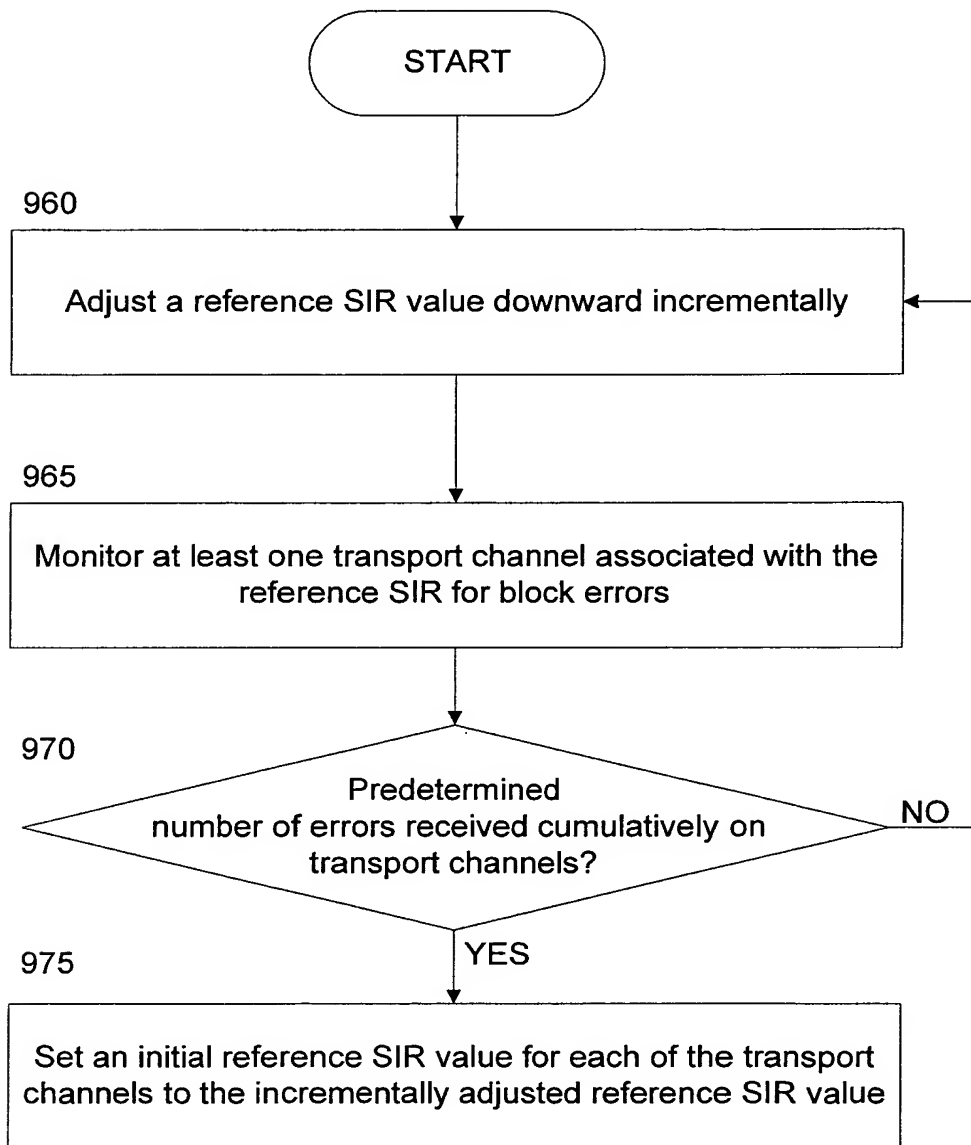 START
960
Adjust a reference SIR value downward incrementally
965
Monitor at least one transport channel associated with the
reference SIR for block errors
970
Predetermined
number of errors received cumulatively on
transport channels?
NO
YES
975
Set an initial reference SIR value for each of the transport
channels to the incrementally adjusted reference SIR value